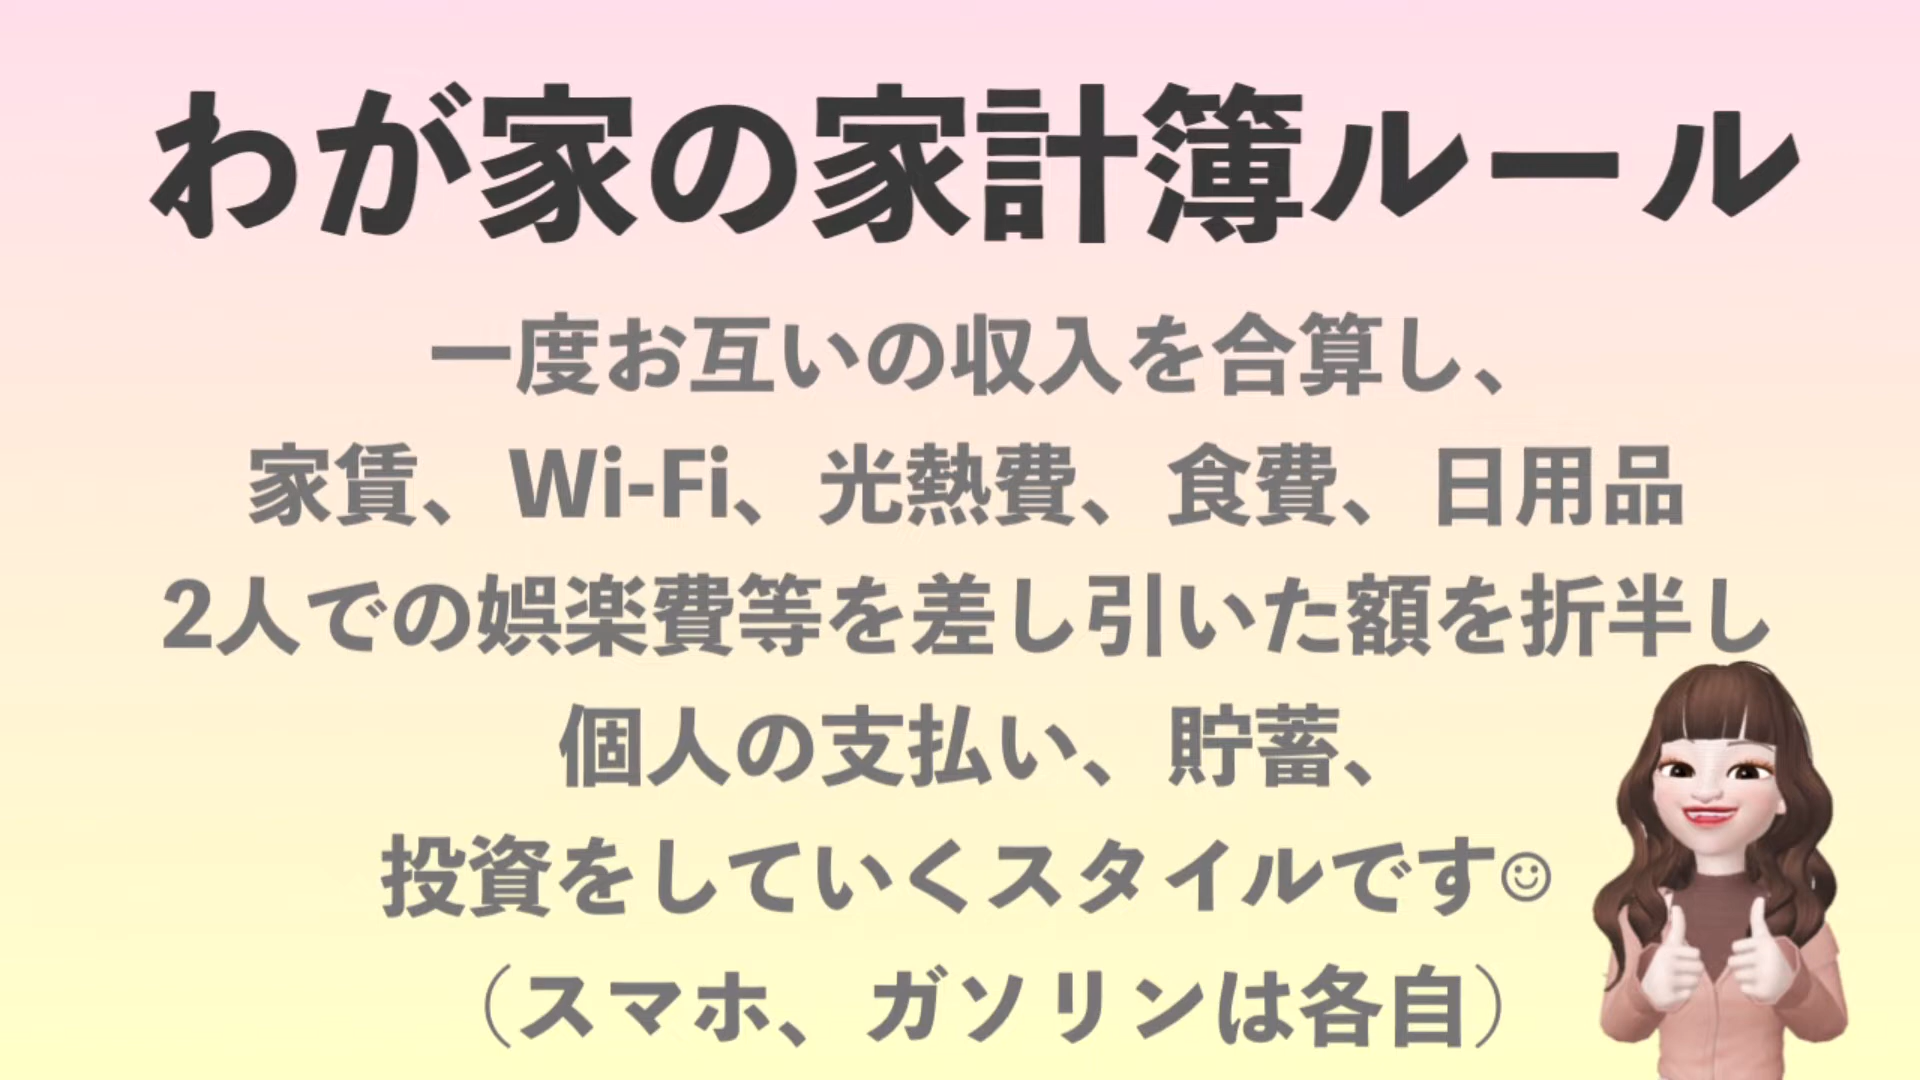 わが家の家計簿ルール
一度お互いの収入を合算し、
家賃、Wi-Fi、光熱費、食費、日用品
2人での娯楽費等を差し引いた額を折半し
個人の支払い、貯蓄、
投資をしていくスタイルです☺
（スマホ、ガソリンは各自）